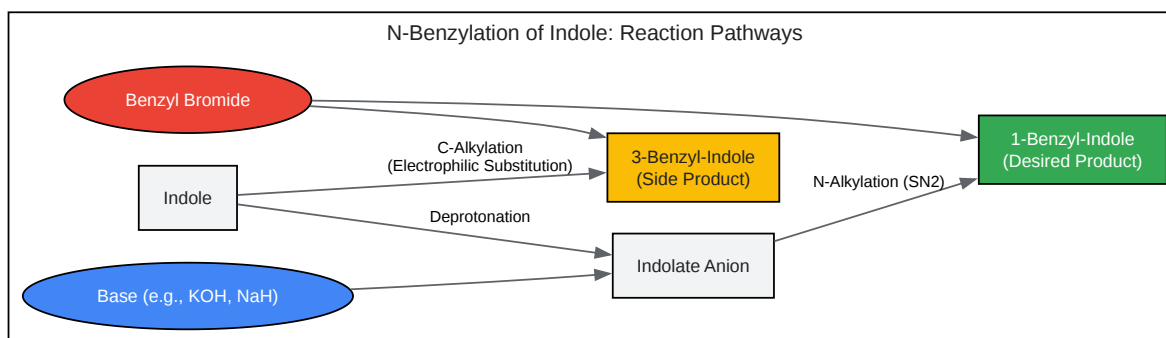 N-Benzylation of Indole: Reaction Pathways
Benzyl Bromide
C-Alkylation
(Electrophilic Substitution)
3-Benzyl-Indole
(Side Product)
1-Benzyl-Indole
(Desired Product)
N-Alkylation (SN2)
Indole
Deprotonation
Indolate Anion
Base (e.g., KOH, NaH)